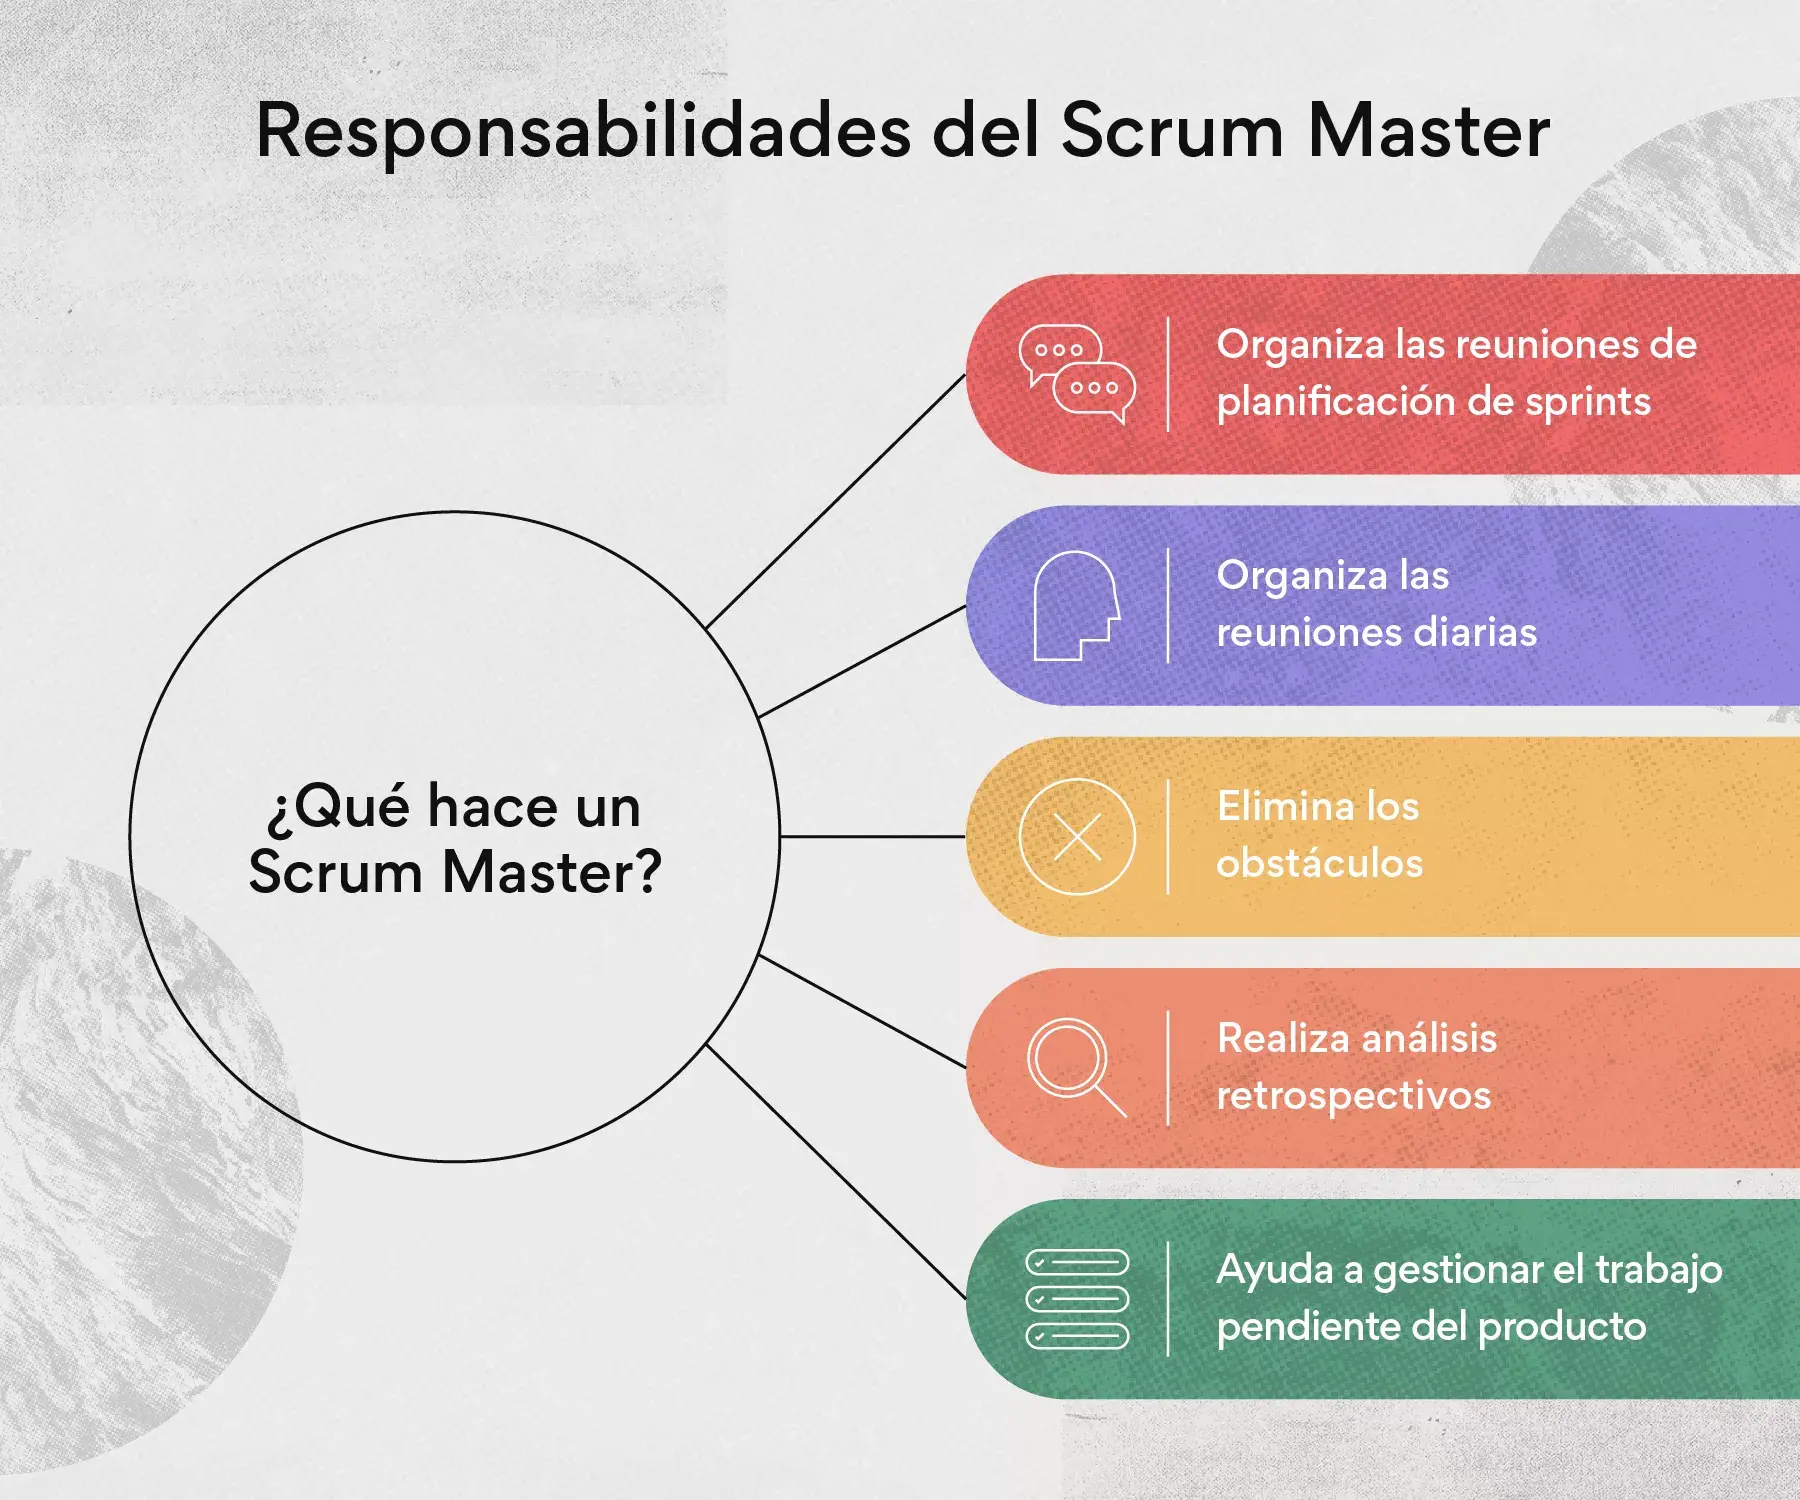 Responsabilidades del Scrum Master
¿Qué hace un
Scrum Master?
Organiza las reuniones de
planificación de sprints
Organiza las
reuniones diarias
Elimina los
obstáculos
Realiza análisis
retrospectivos
Ayuda a gestionar el trabajo
pendiente del producto